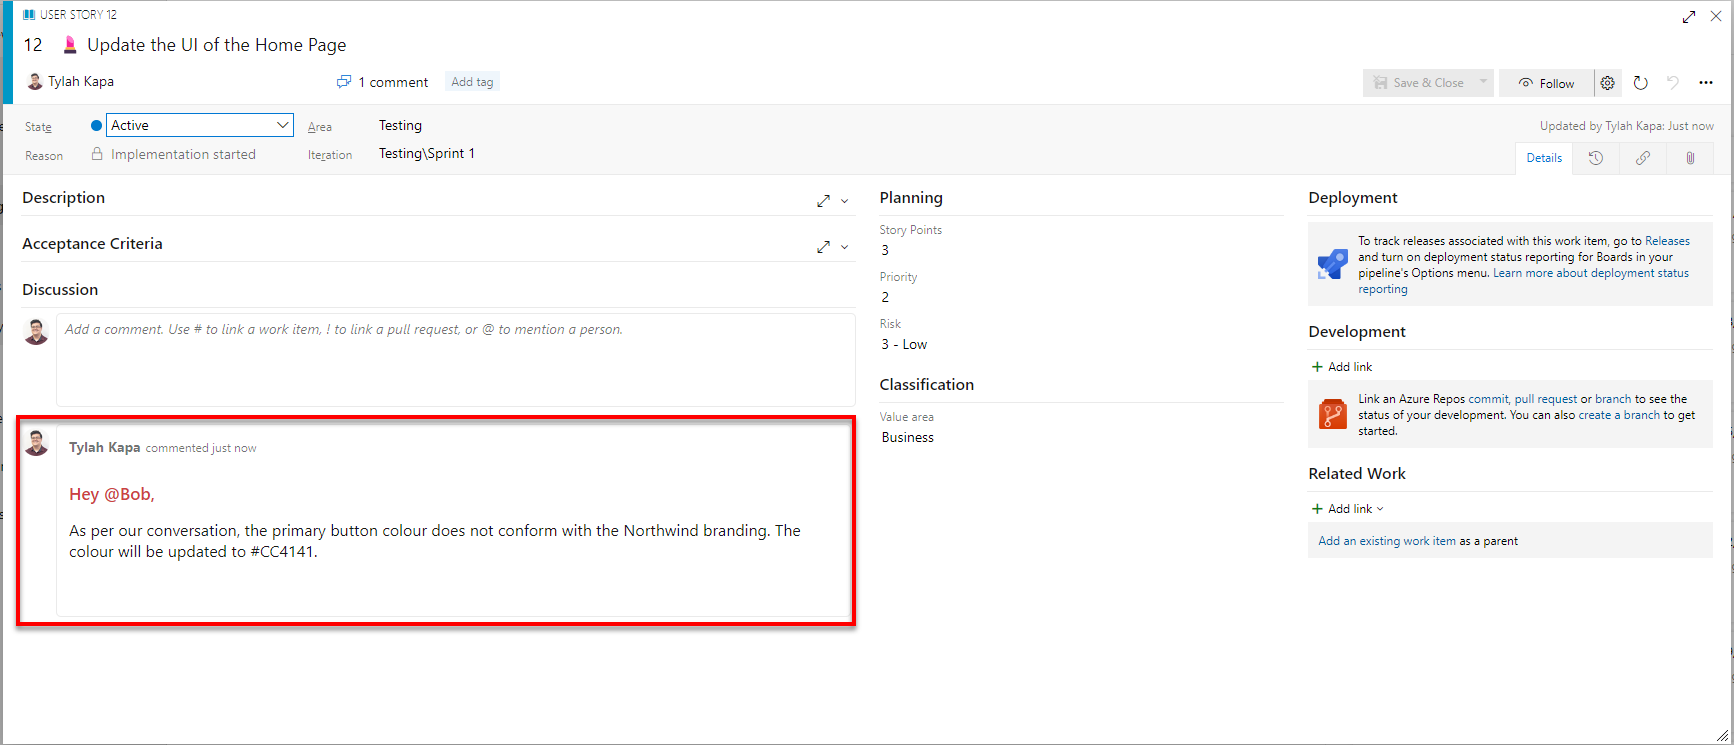 USER STORY 12
12 Update the UI of the Home Page
Tylah Kapa
1 comment
Add tag
Save & Close
Follow
State
Active
Area
Testing
Updated by Tylah Kapa: Just now
Reason
Implementation started
Iteration
Testing\Sprint 1
Details
Description
Acceptance Criteria
Discussion
Add a comment. Use # to link a work item, ! to link a pull request, or @ to mention a person.
Tylah Kapa commented just now
Hey @Bob,
As per our conversation, the primary button colour does not conform with the Northwind branding. The
colour will be updated to #CC4141.
Planning
Story Points
3
Priority
2
Risk
3 - Low
Classification
Value area
Business
Deployment
To track releases associated with this work item, go to Releases
and turn on deployment status reporting for Boards in your
pipeline's Options menu. Learn more about deployment status
reporting
Development
Add link
Link an Azure Repos commit, pull request or branch to see the
status of your development. You can also create a branch to get
started.
Related Work
Add link
Add an existing work item as a parent